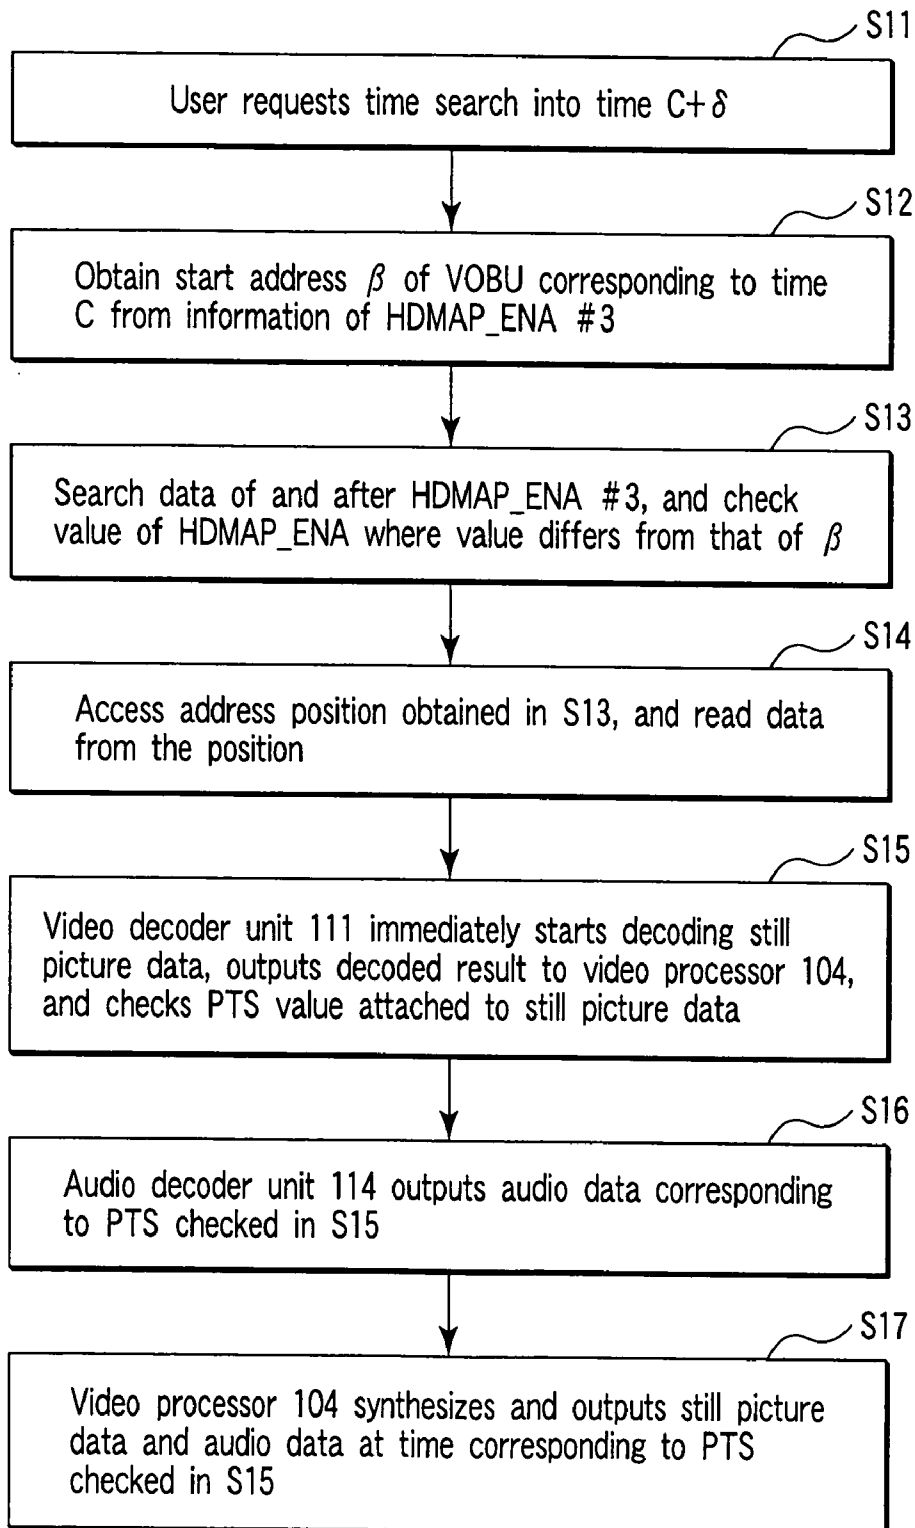 S11
User requests time search into time C+δ
S12
Obtain start address β of VOBU corresponding to time
C from information of HDMAP_ENA #3
S13
Search data of and after HDMAP_ENA #3, and check
value of HDMAP_ENA where value differs from that of β
S14
Access address position obtained in S13, and read data
from the position
S15
Video decoder unit 111 immediately starts decoding still
picture data, outputs decoded result to video processor 104,
and checks PTS value attached to still picture data
S16
Audio decoder unit 114 outputs audio data corresponding
to PTS checked in S15
S17
Video processor 104 synthesizes and outputs still picture
data and audio data at time corresponding to PTS
checked in S15